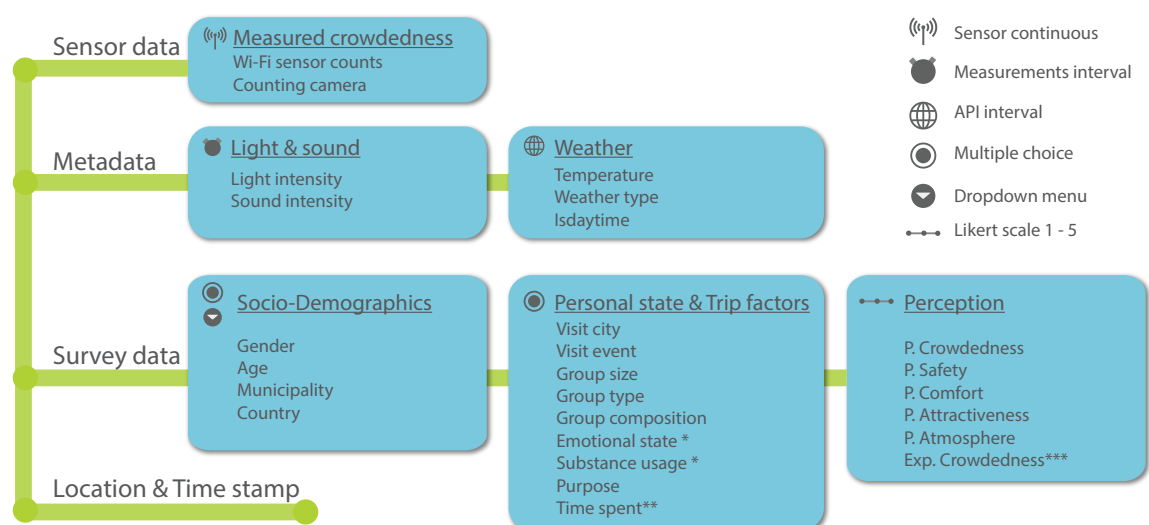 Sensor data
Measured crowdedness
Wi-Fi sensor counts
Counting camera
Metadata
Light & sound
Light intensity
Sound intensity
Weather
Temperature
Weather type
Isdaytime
Survey data
Socio-Demographics
Gender
Age
Municipality
Country
Personal state & Trip factors
Visit city
Visit event
Group size
Group type
Group composition
Emotional state *
Substance usage *
Purpose
Time spent**
Perception
P. Crowdedness
P. Safety
P. Comfort
P. Attractiveness
P. Atmosphere
Exp. Crowdedness***
Location & Time stamp
Sensor continuous
Measurements interval
API interval
Multiple choice
Dropdown menu
Likert scale 1 - 5